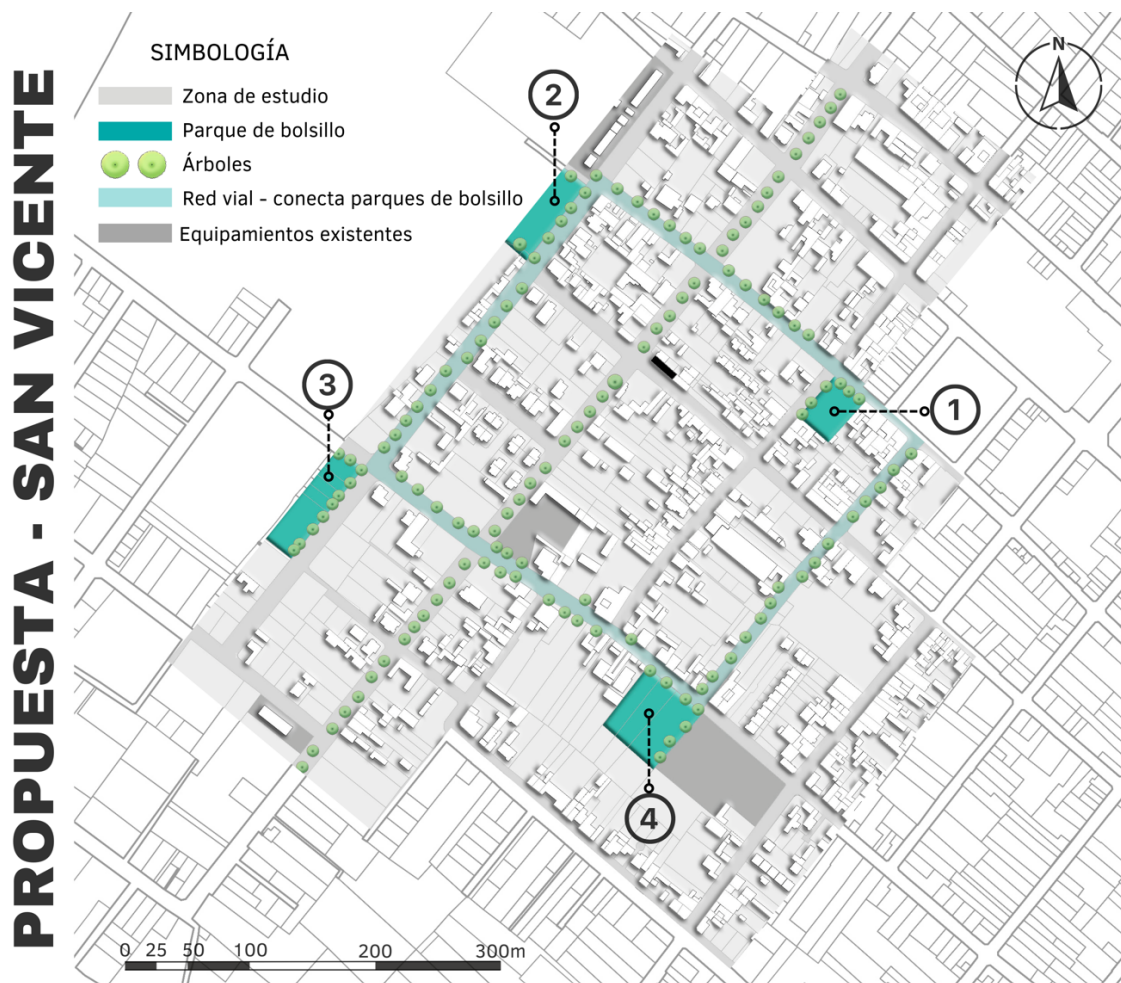 PROPUESTA - SAN VICENTE
SIMBOLOGÍA
Zona de estudio
Parque de bolsillo
Árboles
Red vial - conecta parques de bolsillo
Equipamientos existentes
N
2
3
1
4
0 25 50 100 200 300m